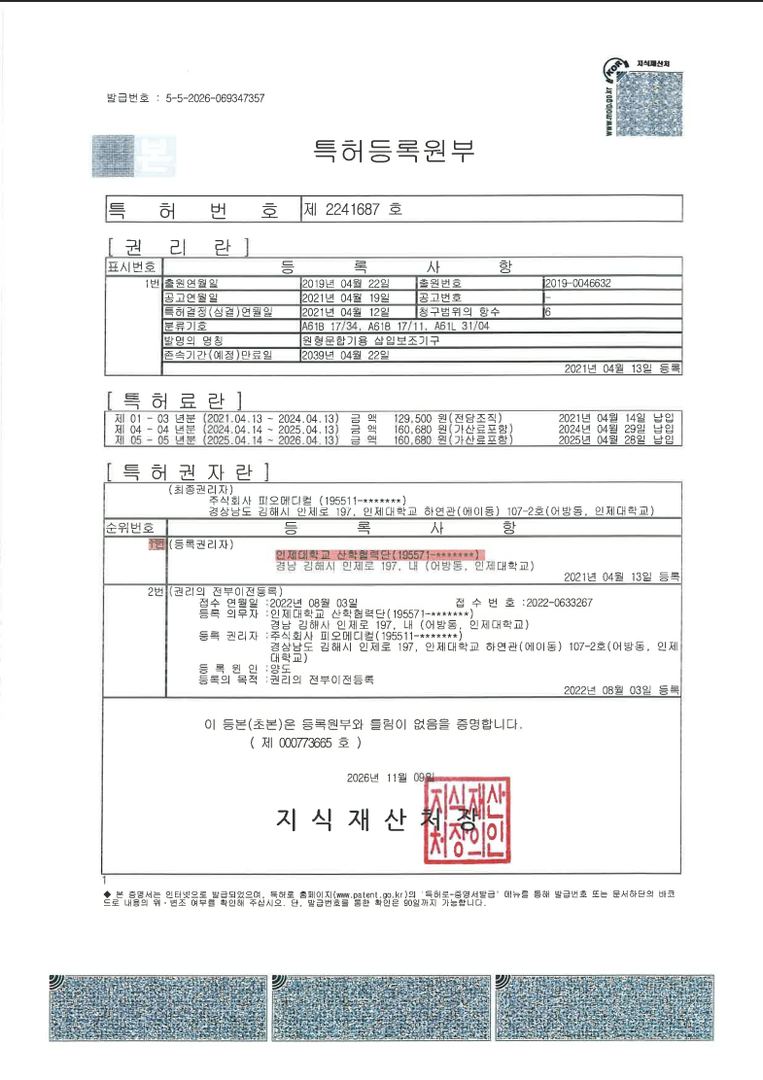 지식재산처
KOR
www.moip.go.kr
발급번호 : 5-5-2026-069347357
특허등록원부
특 허 번 호 제 2241687 호
[ 권 리 란 ]
표시번호 등 록 사 항
1번 출원연월일 2019년 04월 22일 출원번호 2019-0046632
공고연월일 2021년 04월 19일 공고번호 -
특허결정(심결)연월일 2021년 04월 12일 청구범위의 항수 6
분류기호 A61B 17/34, A61B 17/11, A61L 31/04
발명의 명칭 원형문합기용 삽입보조기구
존속기간(예정)만료일 2039년 04월 22일
2021년 04월 13일 등록
[ 특 허 료 란 ]
제 01 - 03 년분 (2021.04.13 ~ 2024.04.13) 금 액 129,500 원(전담조직) 2021년 04월 14일 납입
제 04 - 04 년분 (2024.04.14 ~ 2025.04.13) 금 액 160,680 원(가산료포함) 2024년 04월 29일 납입
제 05 - 05 년분 (2025.04.14 ~ 2026.04.13) 금 액 160,680 원(가산료포함) 2025년 04월 28일 납입
[ 특 허 권 자 란 ]
(최종권리자)
주식회사 피오메디컬 (195511-*******)
경상남도 김해시 인제로 197, 인제대학교 하연관(에이동) 107-2호(어방동, 인제대학교)
순위번호 등 록 사 항
1번 (등록권리자)
인제대학교 산학협력단(195571-*******)
경남 김해시 인제로 197, 내 (어방동, 인제대학교)
2021년 04월 13일 등록
2번 (권리의 전부이전등록)
접수 연월일 :2022년 08월 03일 접 수 번 호 :2022-0633267
등록 의무자 :인제대학교 산학협력단(195571-*******)
경남 김해시 인제로 197, 내 (어방동, 인제대학교)
등록 권리자 :주식회사 피오메디컬(195511-*******)
경상남도 김해시 인제로 197, 인제대학교 하연관(에이동) 107-2호(어방동, 인제
대학교)
등 록 원 인 :양도
등록의 목적 :권리의 전부이전등록
2022년 08월 03일 등록
이 등본(초본)은 등록원부와 틀림이 없음을 증명합니다.
( 제 000773665 호 )
2026년 11월 09일
지 식 재 산 처 장
지식재산
처장의인
1
◆ 본 증명서는 인터넷으로 발급되었으며, 특허로 홈페이지(www.patent.go.kr)의 '특허로-증명서발급' 메뉴를 통해 발급번호 또는 문서하단의 바코
드로 내용의 위·변조 여부를 확인해 주십시오. 단, 발급번호를 통한 확인은 90일까지 가능합니다.